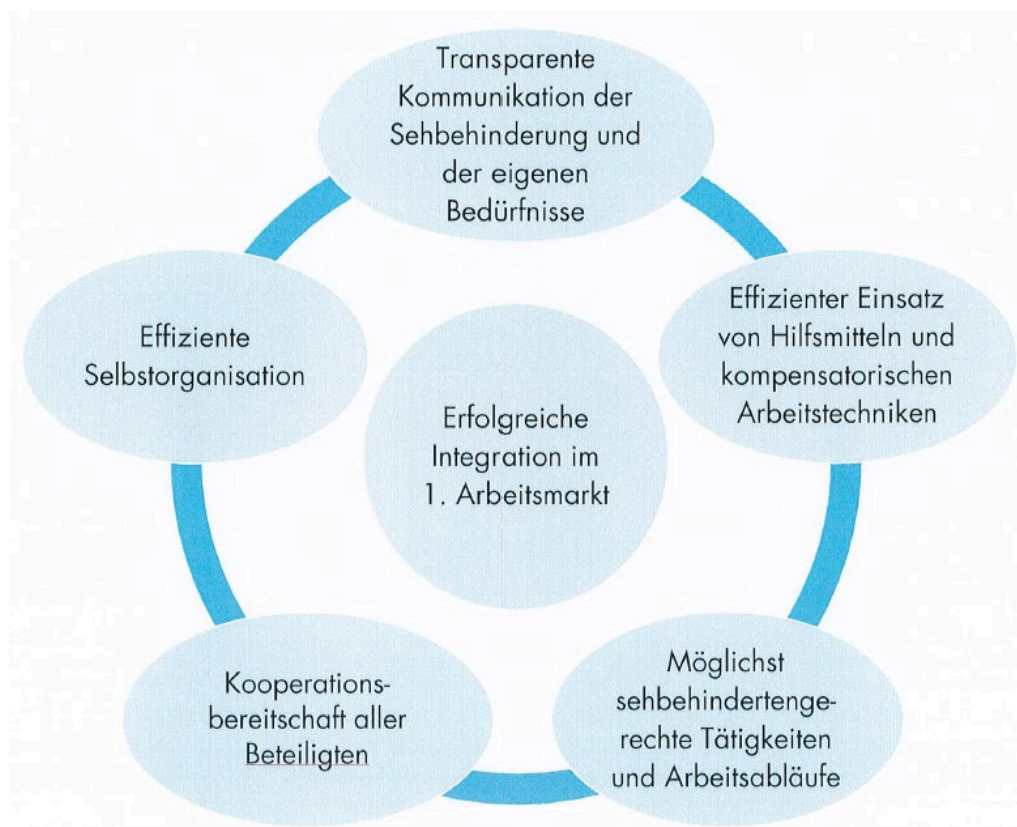 Transparente
Kommunikation der
Sehbehinderung und
der eigenen
Bedürfnisse
Effizienter Einsatz
von Hilfsmitteln und
kompensatorischen
Arbeitstechniken
Möglichst
sehbehindertenge-
rechte Tätigkeiten
und Arbeitsabläufe
Kooperations-
bereitschaft aller
Beteiligten
Effiziente
Selbstorganisation
Erfolgreiche
Integration im
1. Arbeitsmarkt